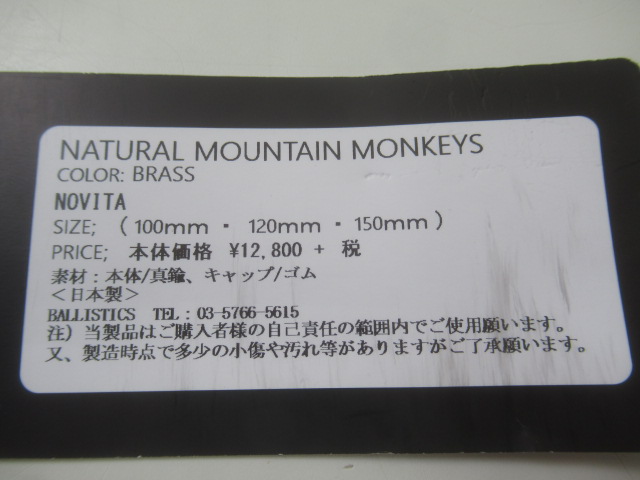 NATURAL MOUNTAIN MONKEYS
COLOR: BRASS
NOVITA
SIZE; (100mm ・ 120mm ・ 150mm)
PRICE; 本体価格 ¥12,800 + 税
素材：本体/真鍮、キャップ/ゴム
＜日本製＞
BALLISTICS TEL：03-5766-5615
注）当製品はご購入者様の自己責任の範囲内でご使用願います。
又、製造時点で多少の小傷や汚れ等がありますがご了承願います。